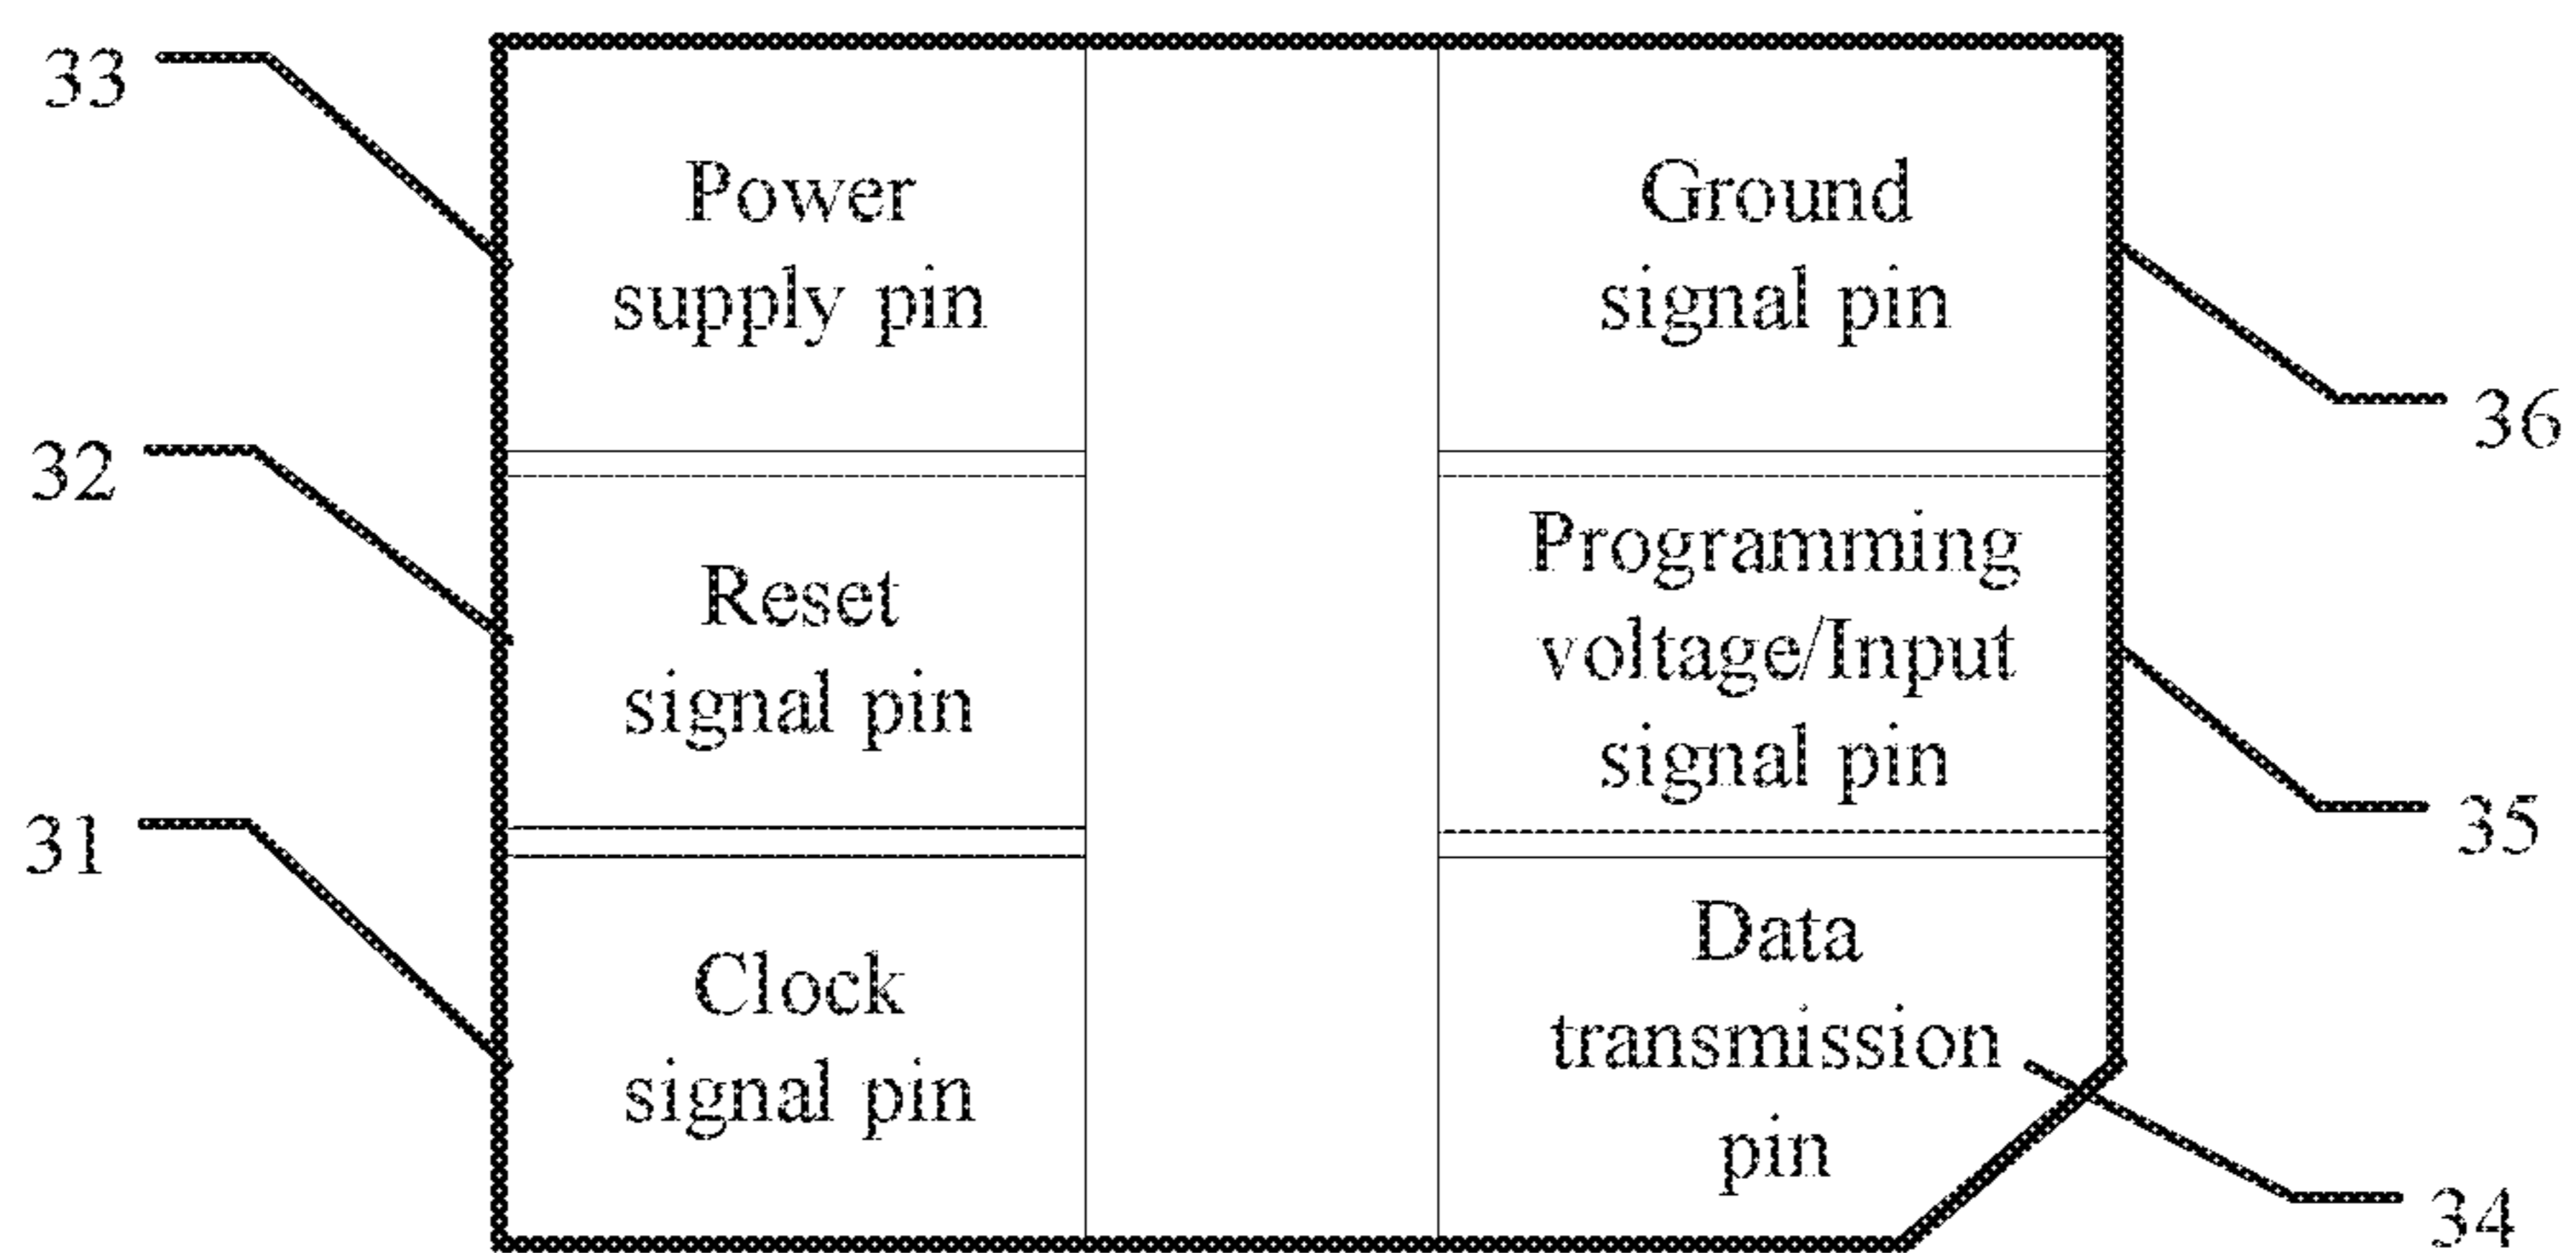 33
Power
supply pin
Ground
signal pin
36
32
Reset
signal pin
Programming
voltage/Input
signal pin
35
31
Clock
signal pin
Data
transmission
pin
34